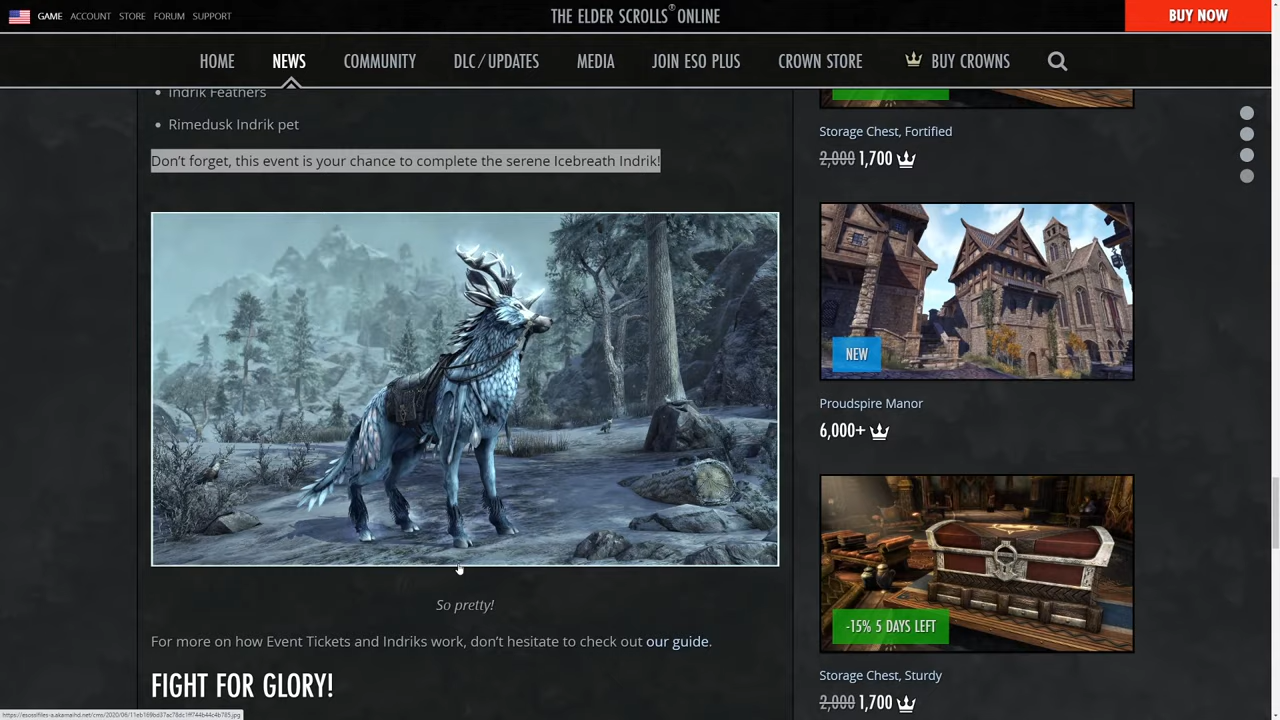 GAME ACCOUNT STORE FORUM SUPPORT
THE ELDER SCROLLS® ONLINE
BUY NOW
HOME NEWS COMMUNITY DLC/UPDATES MEDIA JOIN ESO PLUS CROWN STORE BUY CROWNS
• Indrik Feathers
• Rimedusk Indrik pet
Don't forget, this event is your chance to complete the serene Icebreath Indrik!
So pretty!
For more on how Event Tickets and Indriks work, don't hesitate to check out our guide.
FIGHT FOR GLORY!
Storage Chest, Fortified
2,000 1,700
NEW
Proudspire Manor
6,000+
-15% 5 DAYS LEFT
Storage Chest, Sturdy
2,000 1,700